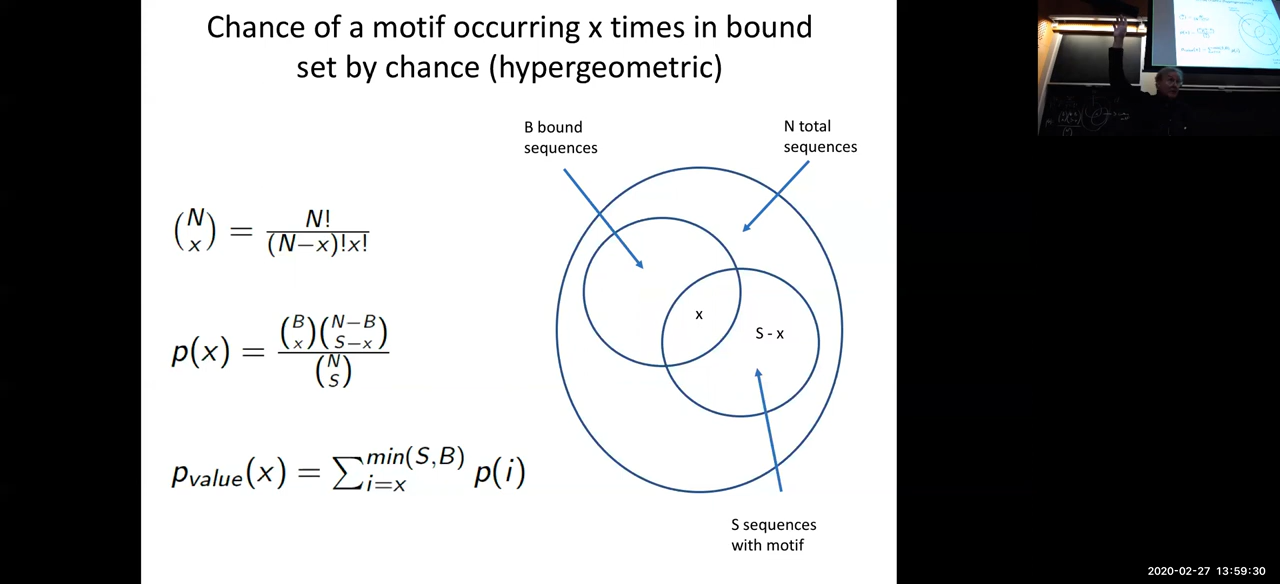 Chance of a motif occurring x times in bound
set by chance (hypergeometric)
B bound
sequences
N total
sequences
(N x) = N! / (N−x)!x!
x
S - x
p(x) = (B x)(N−B S−x) / (N S)
pvalue(x) = ∑i=x min(S,B) p(i)
S sequences
with motif
2020-02-27 13:59:30